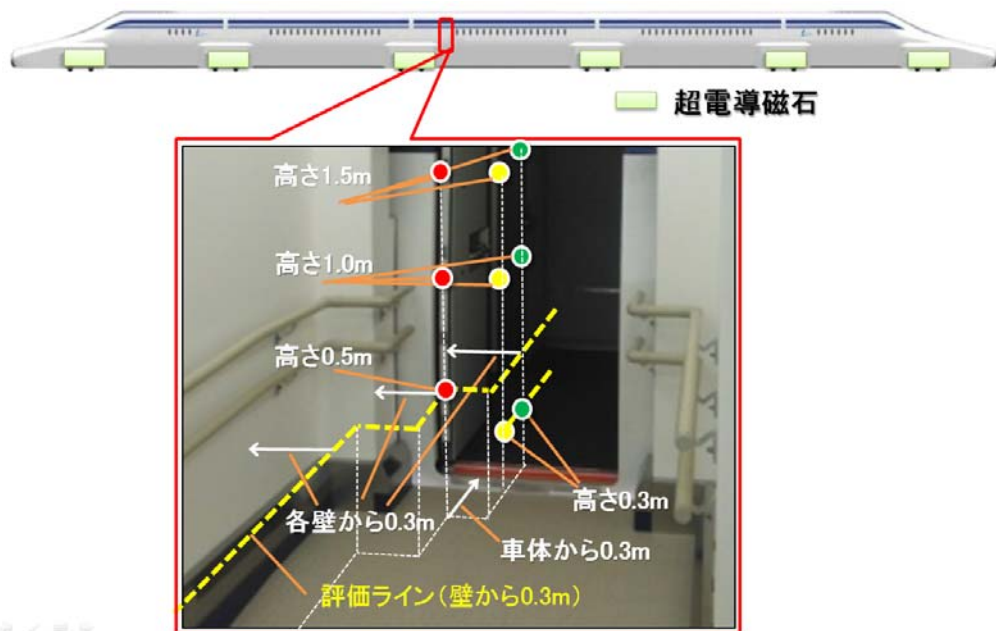 超電導磁石
高さ1.5m
高さ1.0m
高さ0.5m
高さ0.3m
各壁から0.3m
車体から0.3m
評価ライン(壁から0.3m)